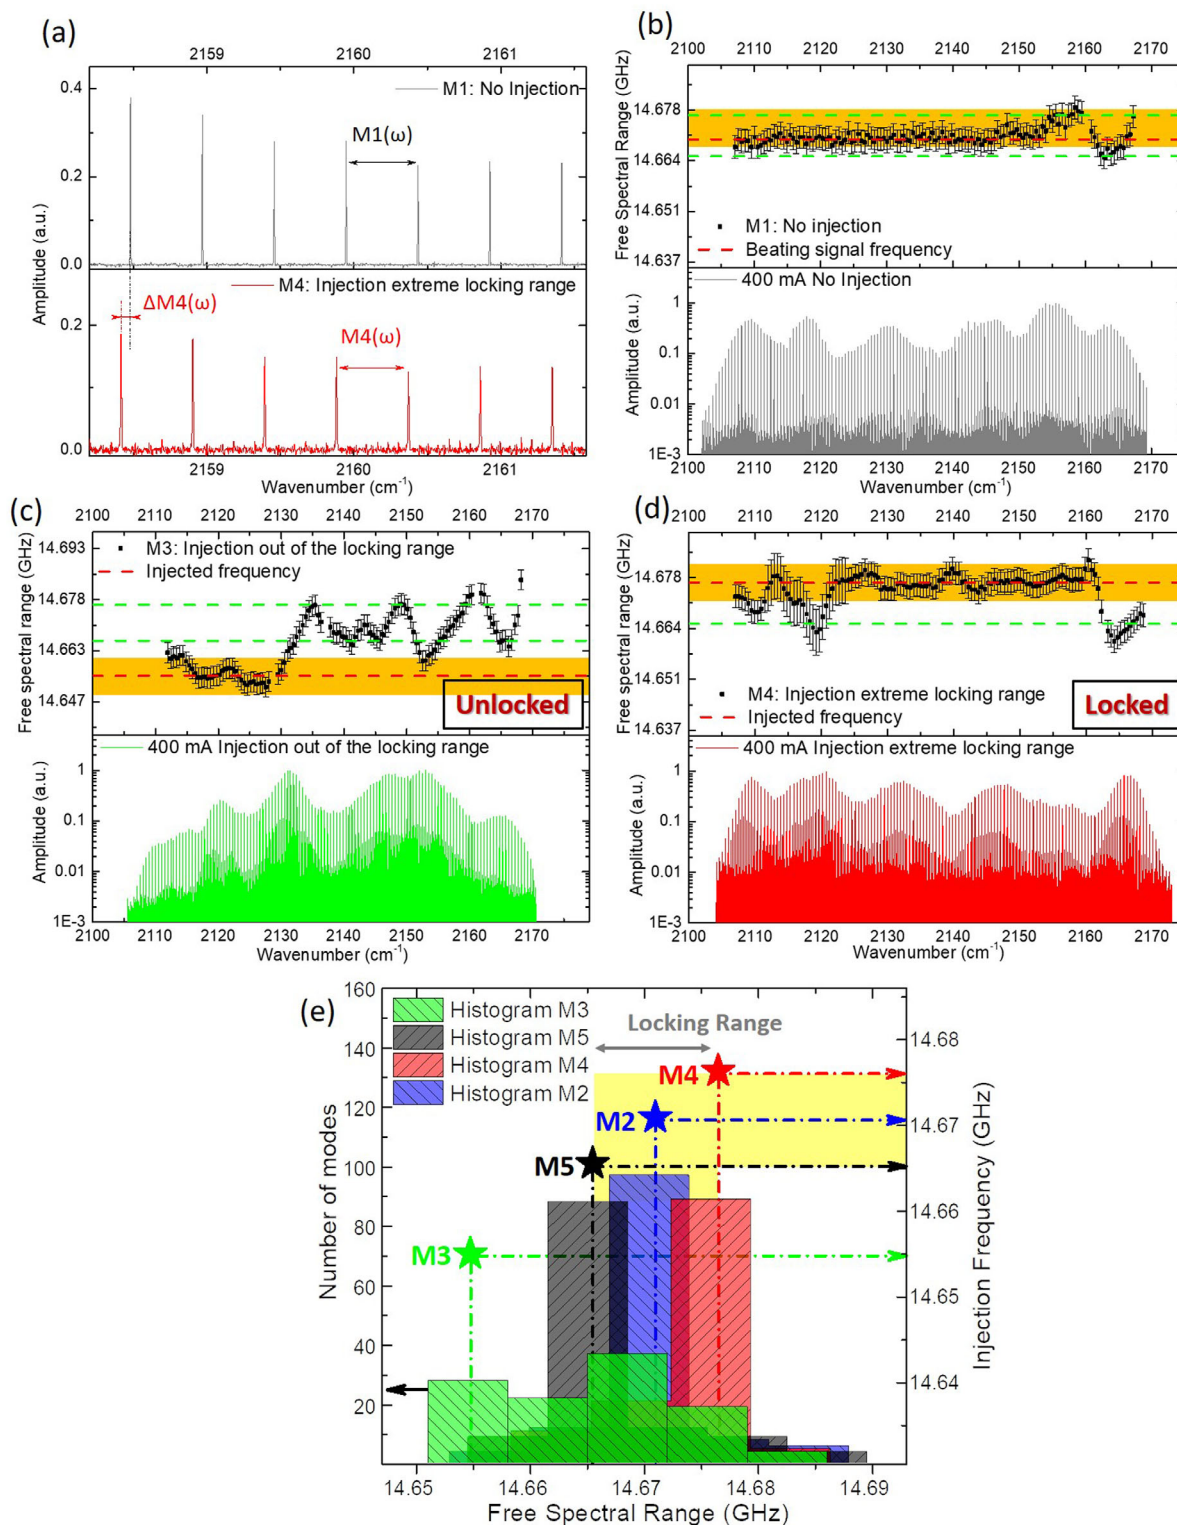 (a)
2159 2160 2161
0.4
0.2
0.0
M1: No Injection
M1(ω)
0.2
0.0
M4: Injection extreme locking range
ΔM4(ω)
M4(ω)
Amplitude (a.u.)
2159 2160 2161
Wavenumber (cm⁻¹)
(b)
2100 2110 2120 2130 2140 2150 2160 2170
14.678
14.664
14.651
14.637
Free Spectral Range (GHz)
M1: No injection
Beating signal frequency
400 mA No Injection
1
0.1
0.01
1E-3
Amplitude (a.u.)
2100 2110 2120 2130 2140 2150 2160 2170
Wavenumber (cm⁻¹)
(c)
2100 2110 2120 2130 2140 2150 2160 2170
14.693
14.678
14.663
14.647
Free spectral range (GHz)
M3: Injection out of the locking range
Injected frequency
Unlocked
400 mA Injection out of the locking range
1
0.1
0.01
1E-3
Amplitude (a.u.)
2100 2110 2120 2130 2140 2150 2160 2170
Wavenumber (cm⁻¹)
(d)
2100 2110 2120 2130 2140 2150 2160 2170
14.678
14.664
14.651
14.637
Free spectral range (GHz)
M4: Injection extreme locking range
Injected frequency
Locked
400 mA Injection extreme locking range
1
0.1
0.01
1E-3
Amplitude (a.u.)
2100 2110 2120 2130 2140 2150 2160 2170
Wavenumber (cm⁻¹)
(e)
160
140
120
100
80
60
40
20
Number of modes
Histogram M3
Histogram M5
Histogram M4
Histogram M2
Locking Range
M4
M2
M5
M3
14.68
14.67
14.66
14.65
14.64
Injection Frequency (GHz)
14.65 14.66 14.67 14.68 14.69
Free Spectral Range (GHz)